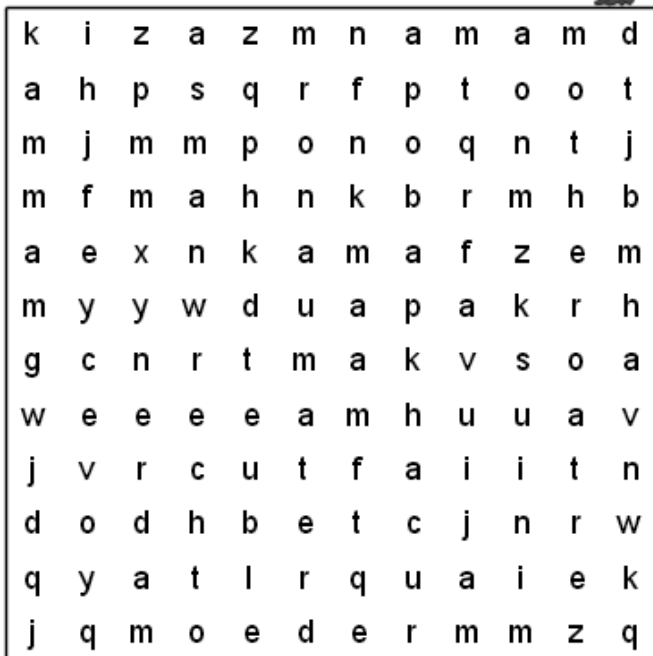 k i z a z m n a m a m d
a h p s q r f p t o o t
m j m m p o n o q n t j
m f m a h n k b r m h b
a e x n k a m a f z e m
m y y w d u a p a k r h
g c n r t m a k v s o a
w e e e e a m h u u a v
j v r c u t f a i i t n
d o d h b e t c j n r w
q y a t l r q u a i e k
j q m o e d e r m m z q